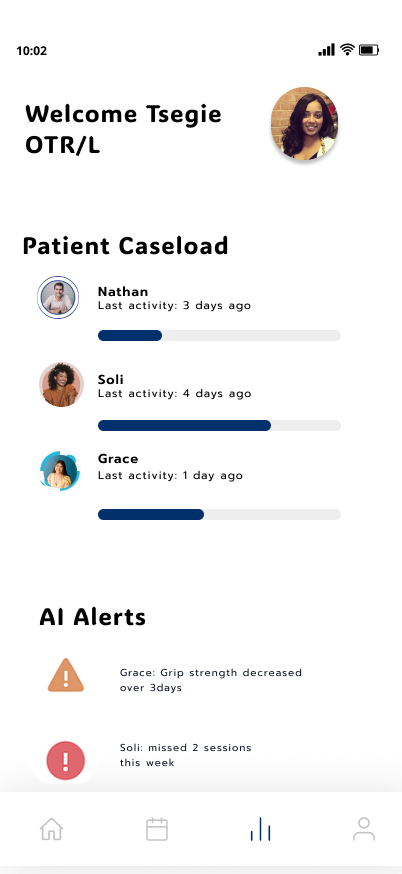 10:02
Welcome Tsegie
OTR/L
Patient Caseload
Nathan
Last activity: 3 days ago
Soli
Last activity: 4 days ago
Grace
Last activity: 1 day ago
AI Alerts
Grace: Grip strength decreased
over 3days
Soli: missed 2 sessions
this week